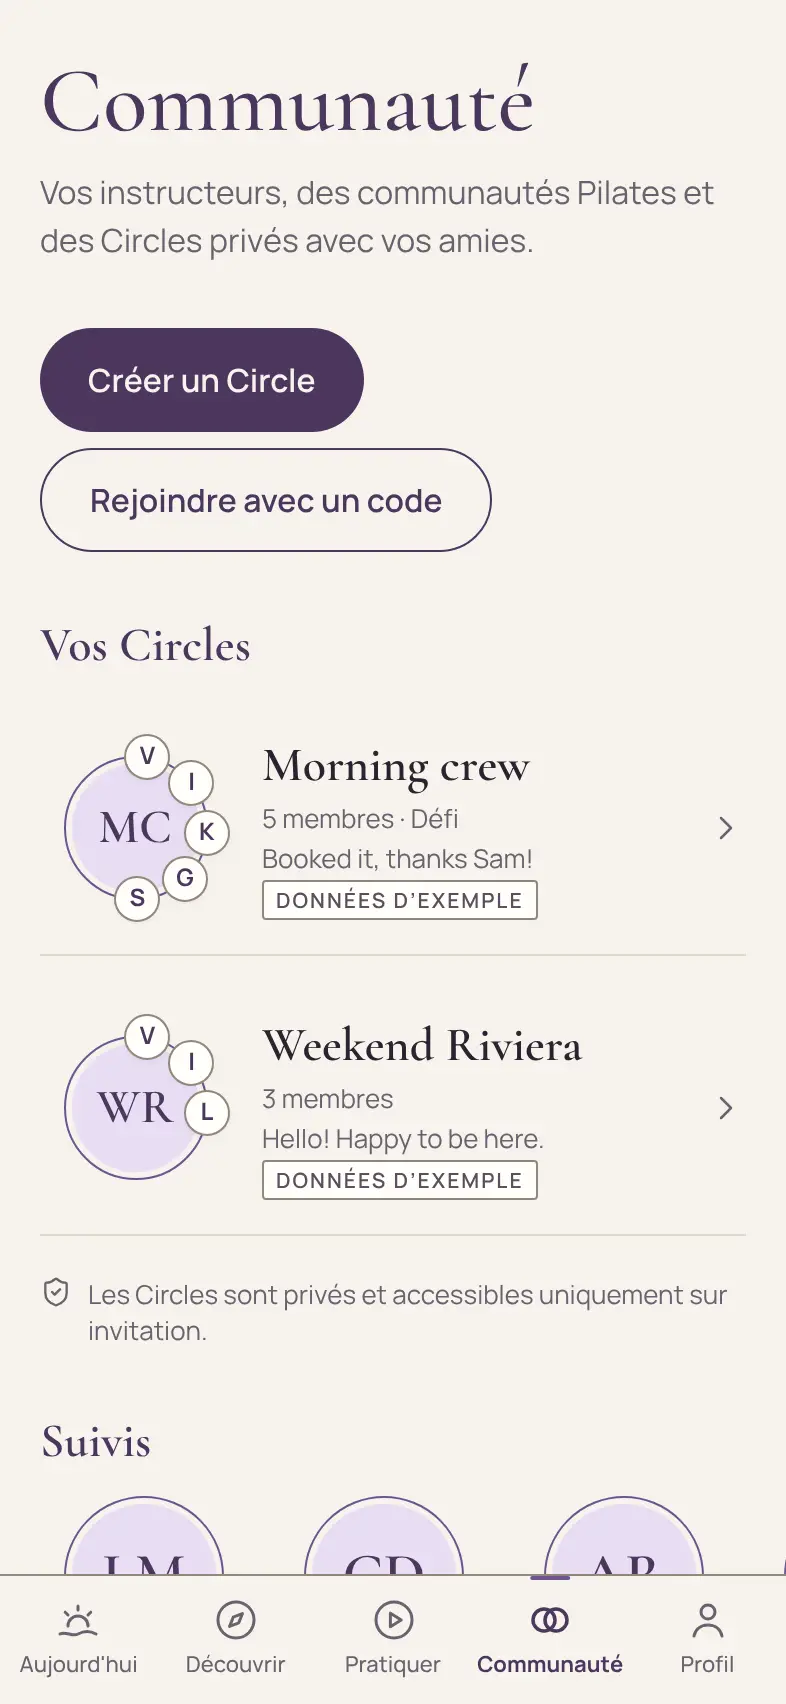 Communauté
Vos instructeurs, des communautés Pilates et
des Circles privés avec vos amies.
Créer un Circle
Rejoindre avec un code
Vos Circles
V
I
MC
K
G
S
Morning crew
5 membres · Défi
Booked it, thanks Sam!
DONNÉES D’EXEMPLE
V
I
WR
L
Weekend Riviera
3 membres
Hello! Happy to be here.
DONNÉES D’EXEMPLE
Les Circles sont privés et accessibles uniquement sur
invitation.
Suivis
Aujourd'hui
Découvrir
Pratiquer
Communauté
Profil